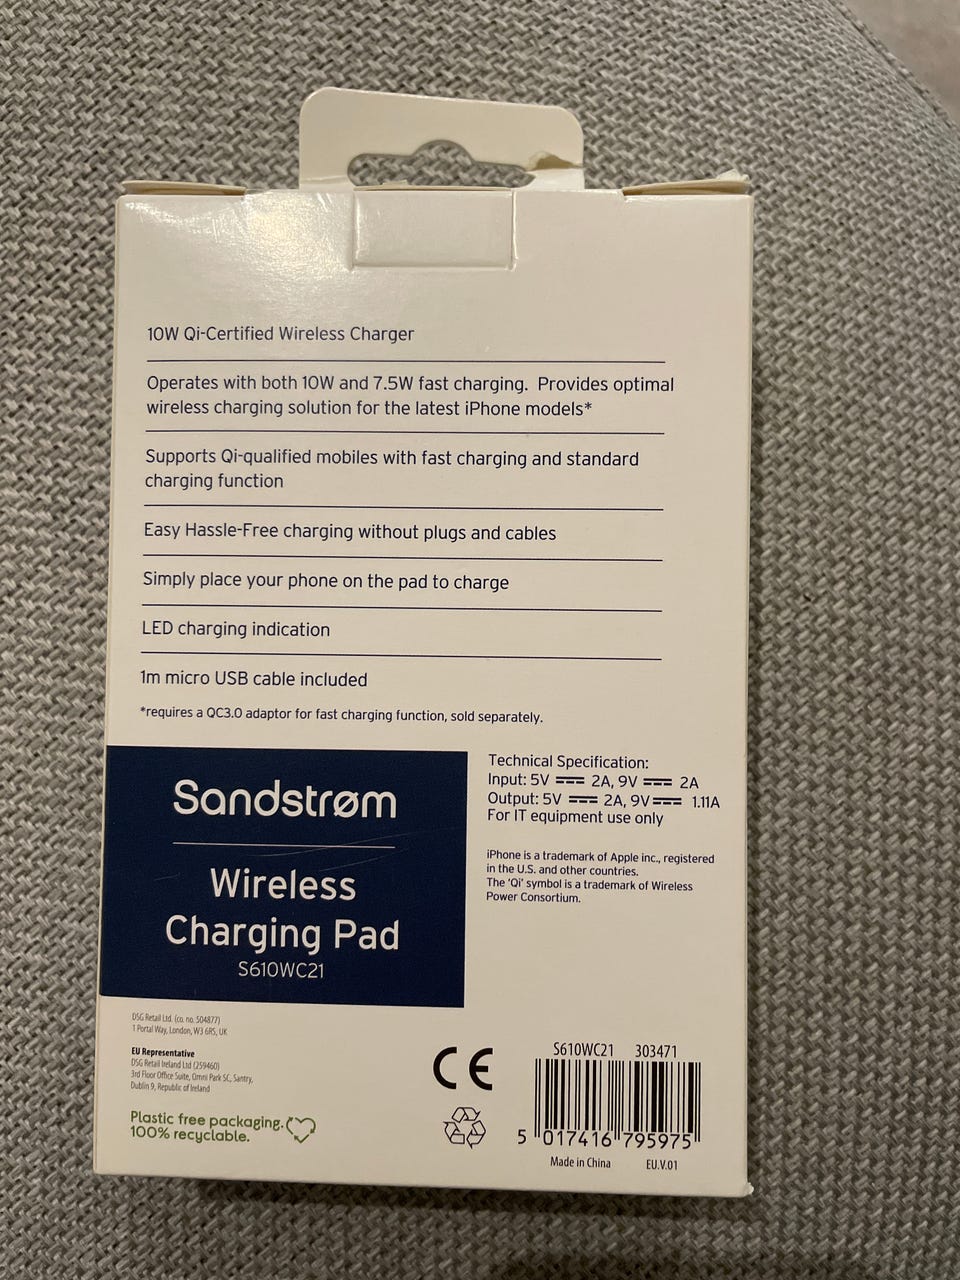 10W Qi-Certified Wireless Charger
Operates with both 10W and 7.5W fast charging. Provides optimal
wireless charging solution for the latest iPhone models*
Supports Qi-qualified mobiles with fast charging and standard
charging function
Easy Hassle-Free charging without plugs and cables
Simply place your phone on the pad to charge
LED charging indication
1m micro USB cable included
*requires a QC3.0 adaptor for fast charging function, sold separately.
Sandstrøm
Wireless
Charging Pad
S610WC21
Technical Specification:
Input: 5V ⎓ 2A, 9V ⎓ 2A
Output: 5V ⎓ 2A, 9V ⎓ 1.11A
For IT equipment use only
iPhone is a trademark of Apple inc., registered
in the U.S. and other countries.
The 'Qi' symbol is a trademark of Wireless
Power Consortium.
DSG Retail Ltd. (co. no. 504877)
1 Portal Way, London, W3 6RS, UK
EU Representative
DSG Retail Ireland Ltd (259460)
3rd Floor Office Suite, Omni Park SC, Santry,
Dublin 9, Republic of Ireland
Plastic free packaging.
100% recyclable.
CE
S610WC21 303471
5 017416 795975
Made in China EU.V.01